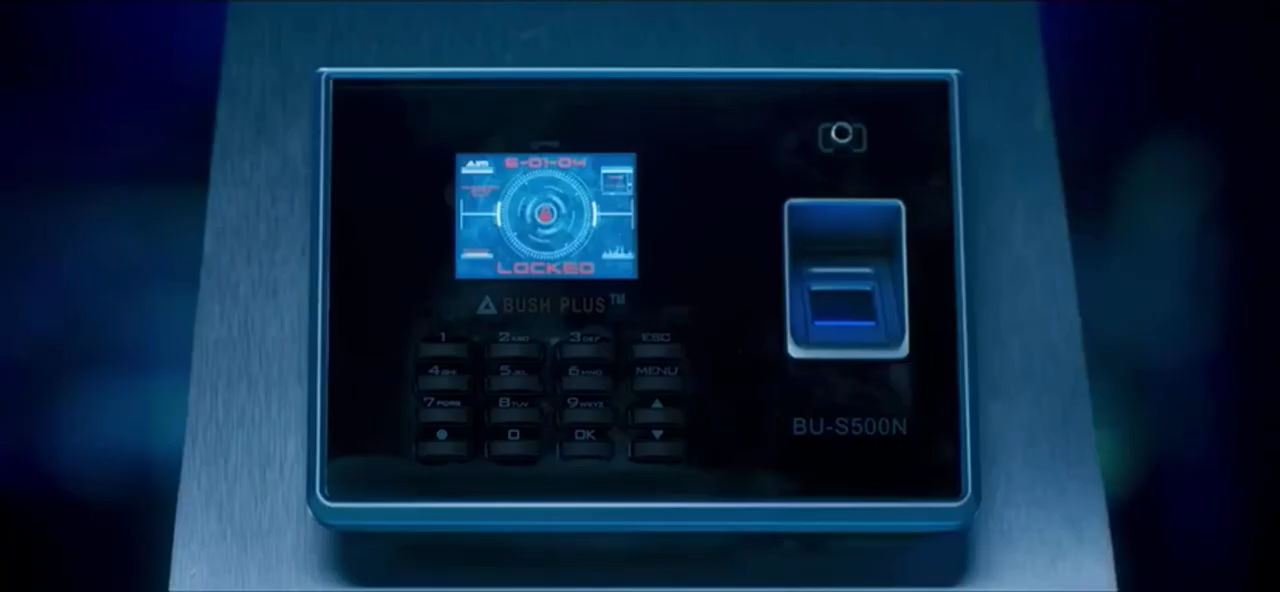 AIM
E-01-04
LOCKED
BUSH PLUS™
1 2ABC 3DEF ESC
4GHI 5JKL 6MNO MENU
7PQRS 8TUV 9WXYZ
0 OK
BU-S500N